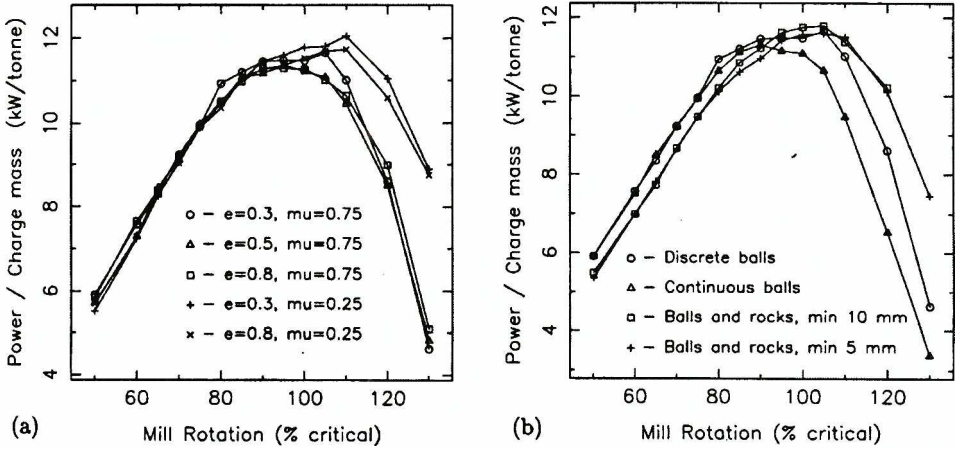 Power / Charge mass (kW/tonne)
12
10
8
6
4
○ – e=0.3, mu=0.75
△ – e=0.5, mu=0.75
□ – e=0.8, mu=0.75
+ – e=0.3, mu=0.25
× – e=0.8, mu=0.25
60 80 100 120
(a) Mill Rotation (% critical)
Power / Charge mass (kW/tonne)
12
10
8
6
4
○ – Discrete balls
△ – Continuous balls
□ – Balls and rocks, min 10 mm
+ – Balls and rocks, min 5 mm
60 80 100 120
(b) Mill Rotation (% critical)